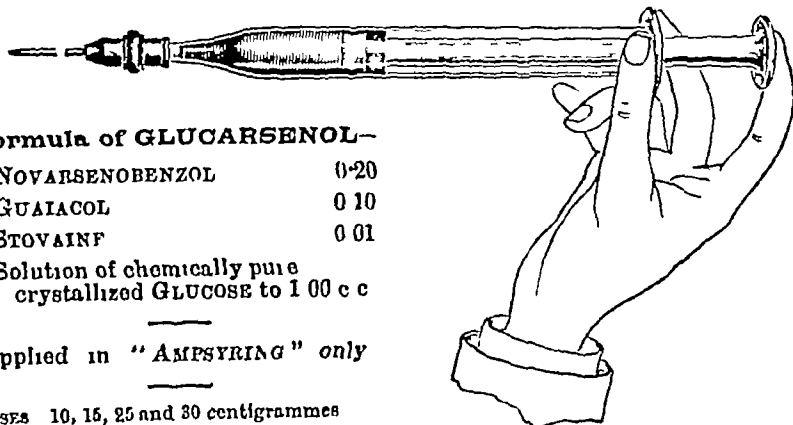 ormula of GLUCARSENOL—
NOVARSENOBENZOL 0·20
GUAIACOL 0 10
STOVAINE 0 01
Solution of chemically pure
crystallized GLUCOSE to 1 00 c c
pplied in "AMPSYRING" only
SES 10, 15, 25 and 30 centigrammes